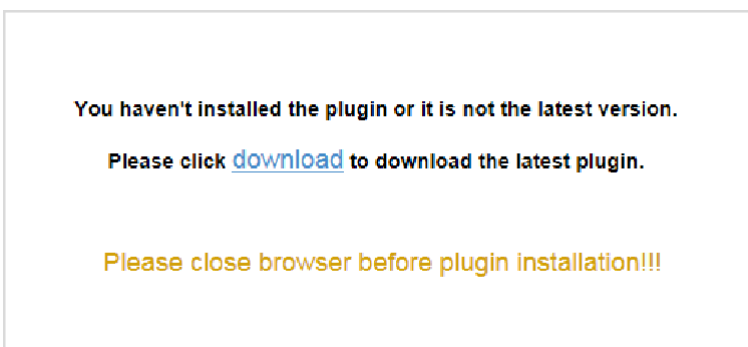 You haven't installed the plugin or it is not the latest version.
Please click download to download the latest plugin.
Please close browser before plugin installation!!!